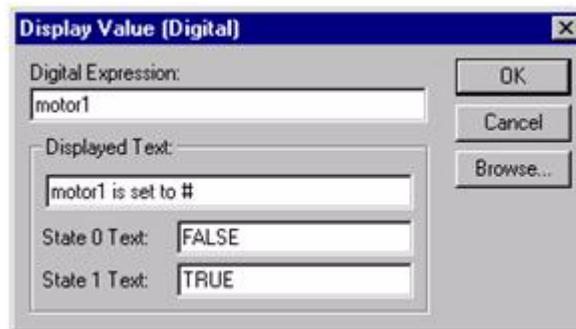 Display Value (Digital)
Digital Expression:
OK
motor1
Cancel
Displayed Text:
Browse...
motor1 is set to #
State 0 Text: FALSE
State 1 Text: TRUE